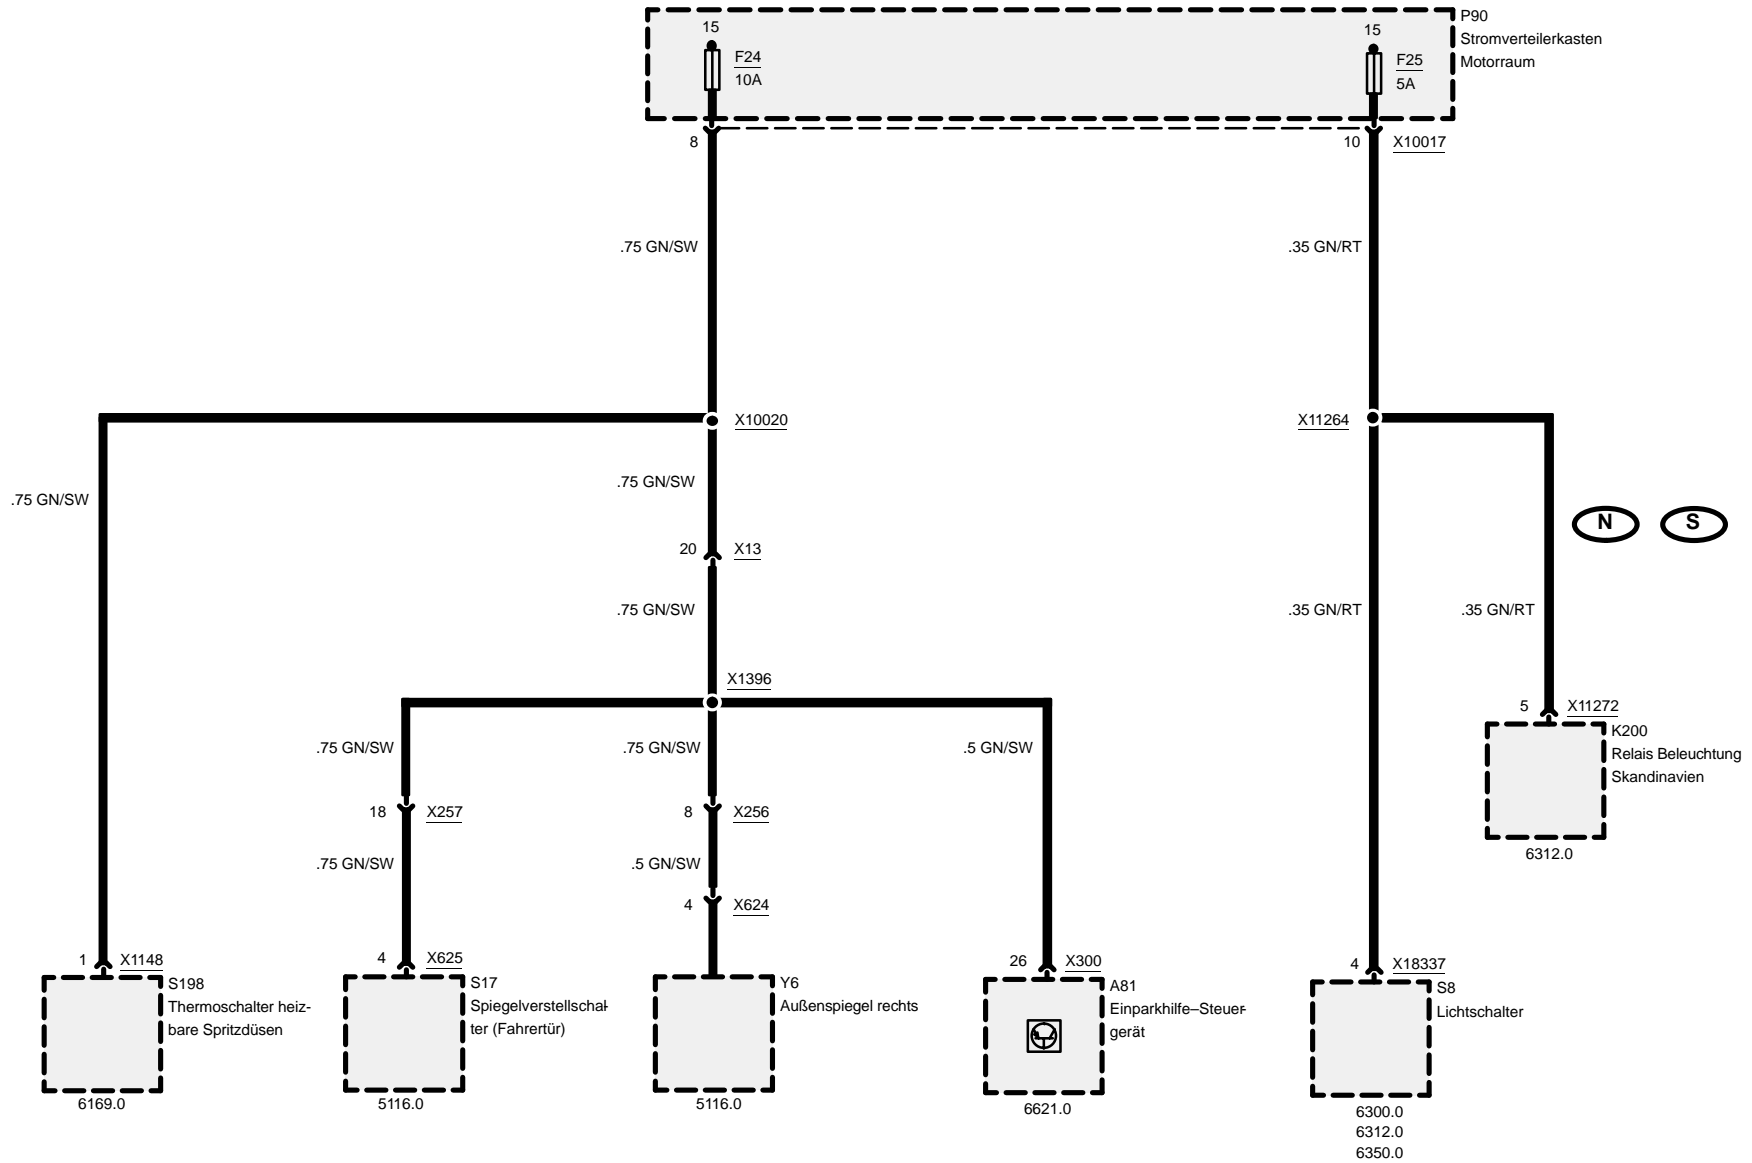 P90
Stromverteilerkasten
Motorraum
15
F24
10A
15
F25
5A
8
10
X10017
.75 GN/SW
.35 GN/RT
X10020
X11264
.75 GN/SW
.75 GN/SW
N
S
20
X13
.75 GN/SW
.35 GN/RT
.35 GN/RT
X1396
5
X11272
K200
Relais Beleuchtung
Skandinavien
6312.0
.75 GN/SW
.75 GN/SW
.5 GN/SW
18
X257
8
X256
.75 GN/SW
.5 GN/SW
4
X624
1
X1148
S198
Thermoschalter heiz-
bare Spritzdüsen
6169.0
4
X625
S17
Spiegelverstellschal-
ter (Fahrertür)
5116.0
Y6
Außenspiegel rechts
5116.0
26
X300
A81
Einparkhilfe–Steuer-
gerät
6621.0
4
X18337
S8
Lichtschalter
6300.0
6312.0
6350.0